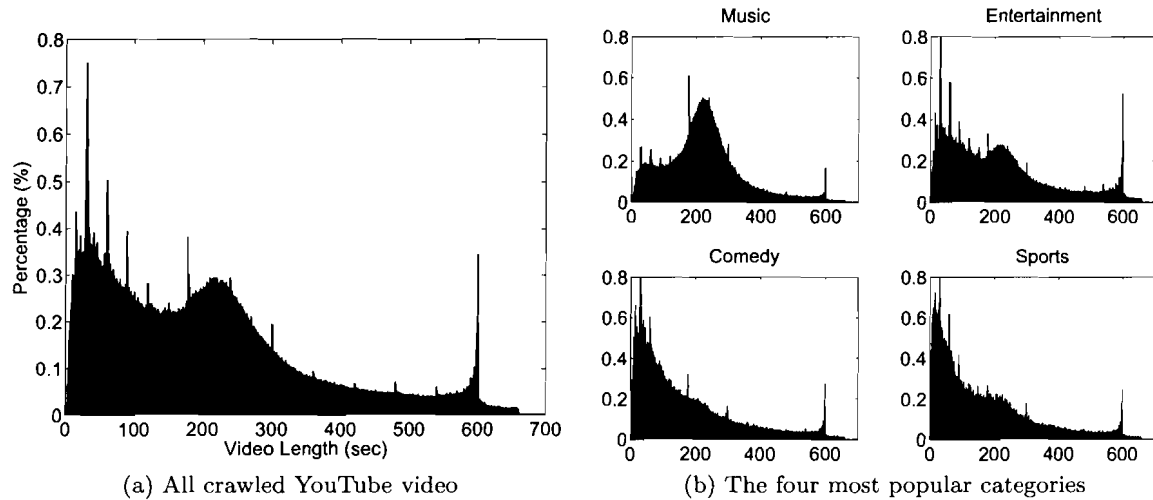 0.8
0.7
0.6
0.5
0.4
0.3
0.2
0.1
0
Percentage (%)
0 100 200 300 400 500 600 700
Video Length (sec)
(a) All crawled YouTube video
Music
0.8
0.6
0.4
0.2
0
0 200 400 600
Entertainment
0.8
0.6
0.4
0.2
0
0 200 400 600
Comedy
0.8
0.6
0.4
0.2
0
0 200 400 600
Sports
0.8
0.6
0.4
0.2
0
0 200 400 600
(b) The four most popular categories